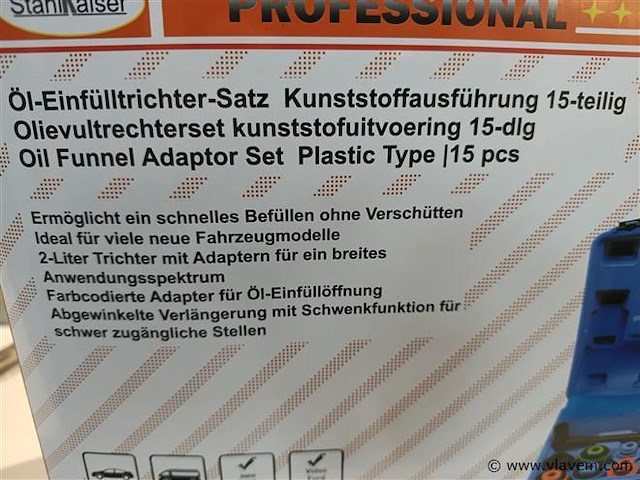 StahlKaiser
PROFESSIONAL
Öl-Einfülltrichter-Satz Kunststoffausführung 15-teilig
Olievultrechterset kunststofuitvoering 15-dlg
Oil Funnel Adaptor Set Plastic Type |15 pcs
Ermöglicht ein schnelles Befüllen ohne Verschütten
Ideal für viele neue Fahrzeugmodelle
2-Liter Trichter mit Adaptern für ein breites
Anwendungsspektrum
Farbcodierte Adapter für Öl-Einfüllöffnung
Abgewinkelte Verlängerung mit Schwenkfunktion für
schwer zugängliche Stellen
© www.vlavem.com